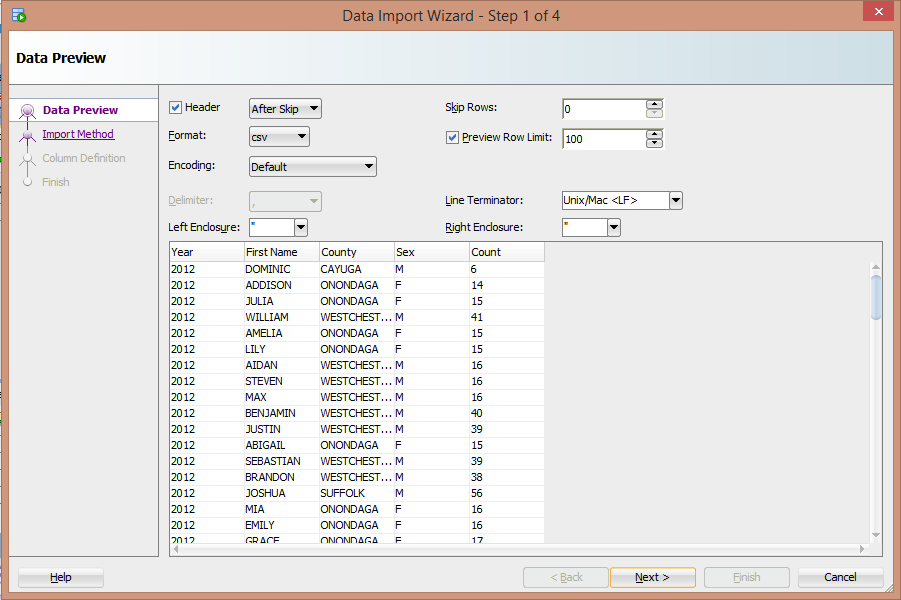 Data Import Wizard - Step 1 of 4
Data Preview
Data Preview
Import Method
Column Definition
Finish
Header After Skip Skip Rows: 0
Format: csv Preview Row Limit: 100
Encoding: Default
Delimiter: , Line Terminator: Unix/Mac <LF>
Left Enclosure: " Right Enclosure: "
Year First Name County Sex Count
2012 DOMINIC CAYUGA M 6
2012 ADDISON ONONDAGA F 14
2012 JULIA ONONDAGA F 15
2012 WILLIAM WESTCHEST... M 41
2012 AMELIA ONONDAGA F 15
2012 LILY ONONDAGA F 15
2012 AIDAN WESTCHEST... M 16
2012 STEVEN WESTCHEST... M 16
2012 MAX WESTCHEST... M 16
2012 BENJAMIN WESTCHEST... M 40
2012 JUSTIN WESTCHEST... M 39
2012 ABIGAIL ONONDAGA F 15
2012 SEBASTIAN WESTCHEST... M 39
2012 BRANDON WESTCHEST... M 38
2012 JOSHUA SUFFOLK M 56
2012 MIA ONONDAGA F 16
2012 EMILY ONONDAGA F 16
2012 GRACE ONONDAGA F 17
Help < Back Next > Finish Cancel